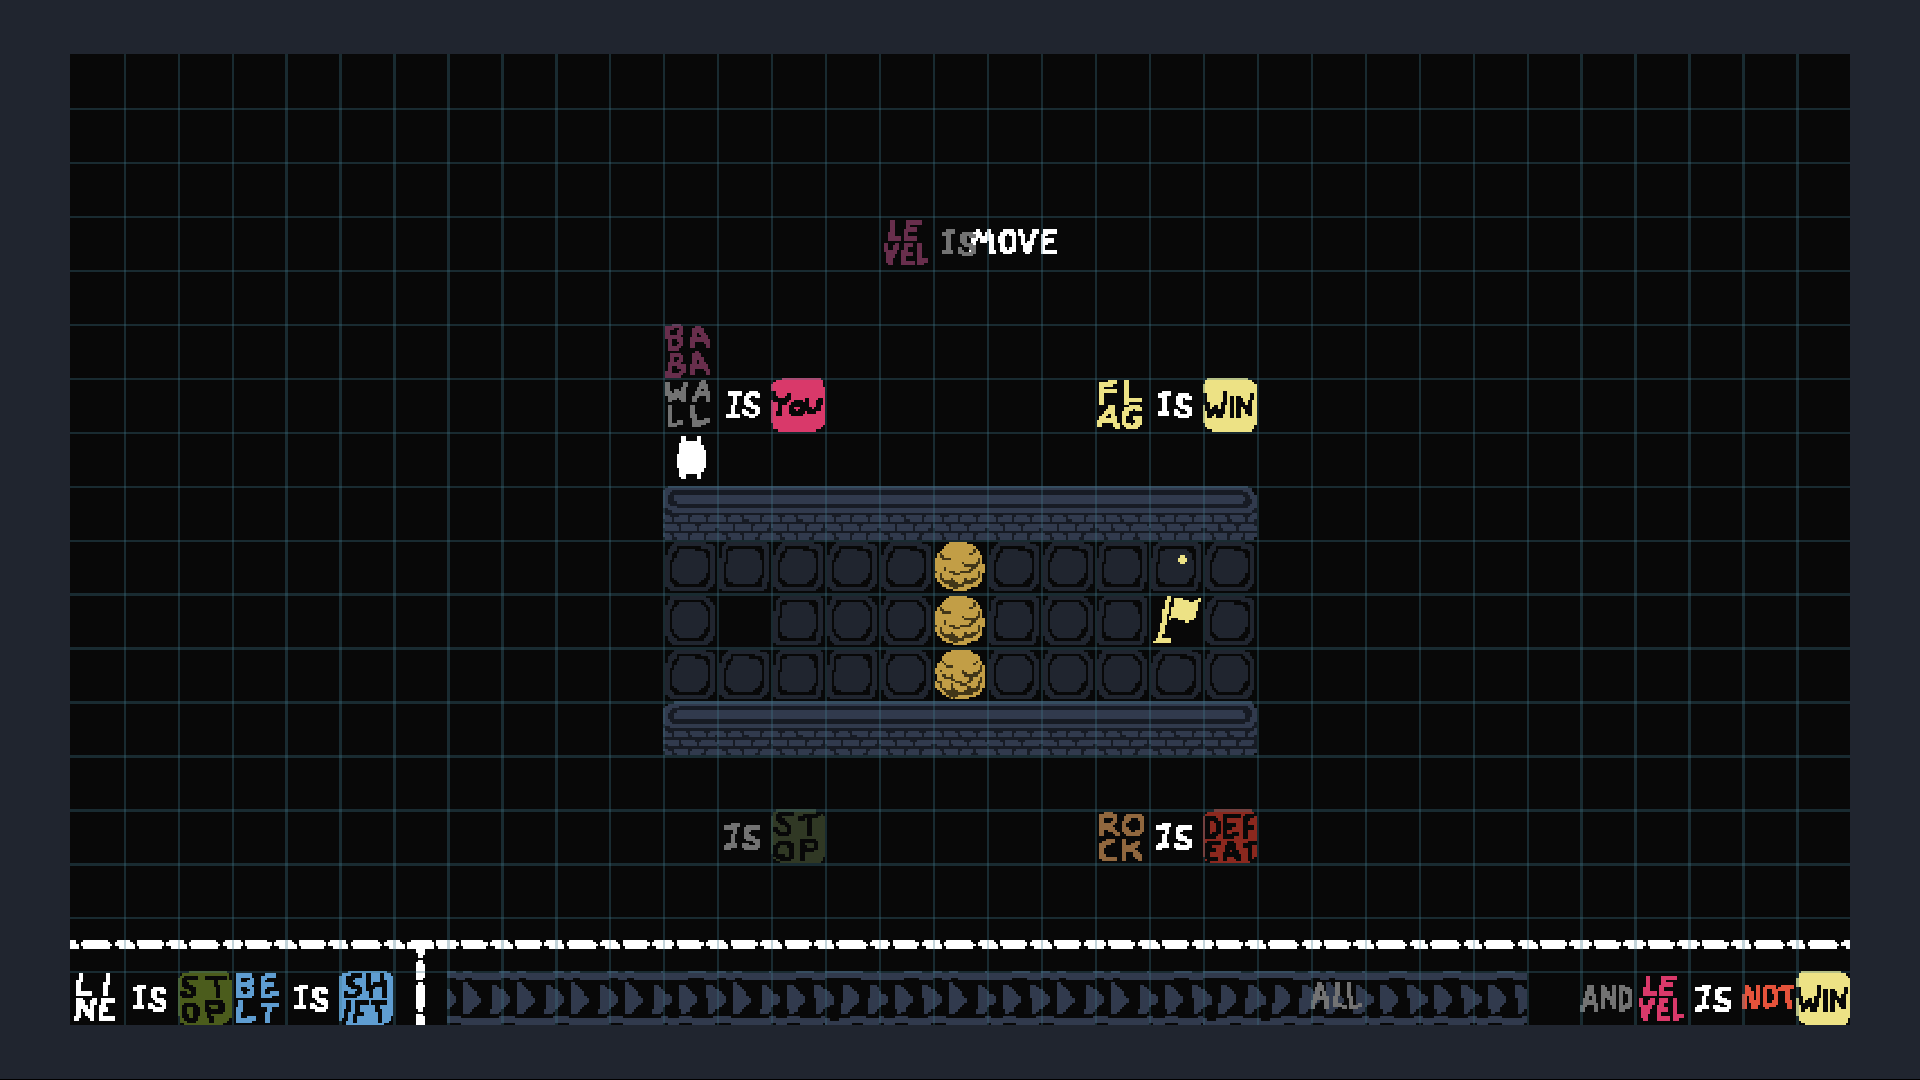 LEVEL IS MOVE
BABA
WALL IS YOU FLAG IS WIN
IS STOP ROCK IS DEFEAT
LINE IS STOP BELT IS SHIFT ALL AND LEVEL IS NOT WIN